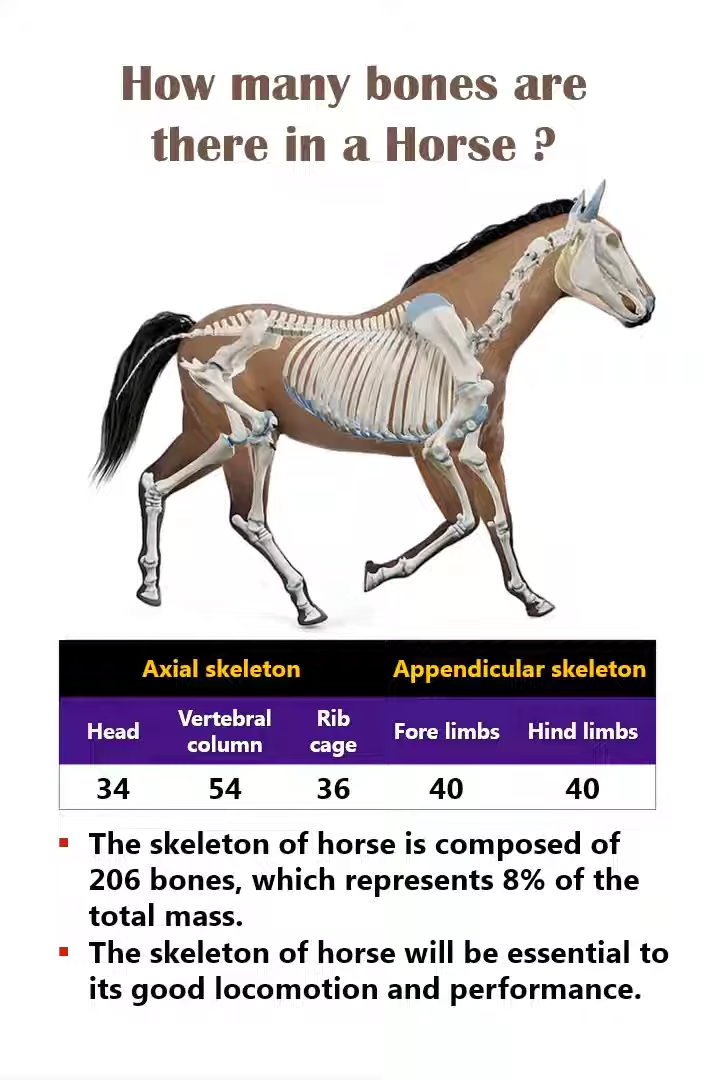 How many bones are
there in a Horse ?
Axial skeleton Appendicular skeleton
Head Vertebral column Rib cage Fore limbs Hind limbs
34 54 36 40 40
▪ The skeleton of horse is composed of
206 bones, which represents 8% of the
total mass.
▪ The skeleton of horse will be essential to
its good locomotion and performance.